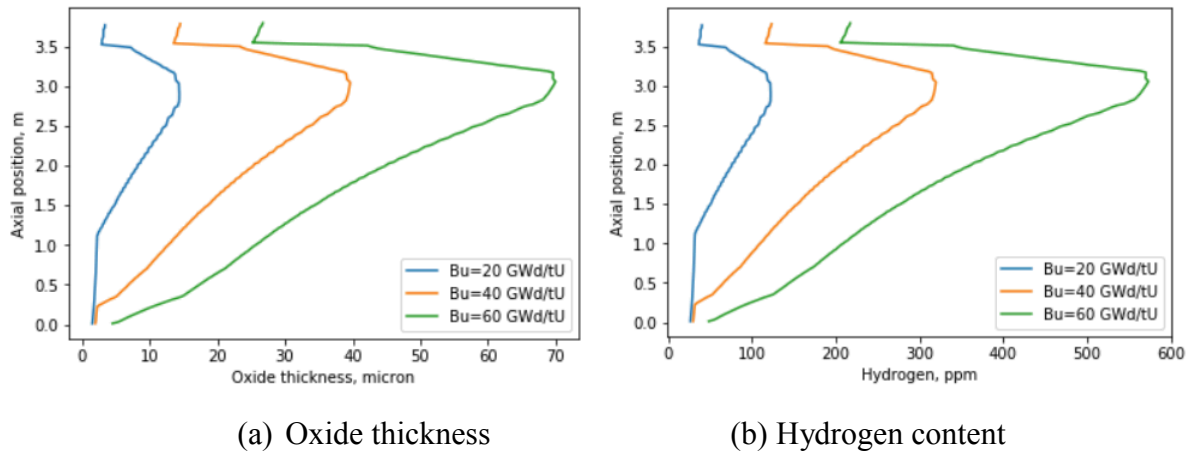 3.5
3.0
2.5
2.0
1.5
1.0
0.5
0.0
Axial position, m
0 10 20 30 40 50 60 70
Oxide thickness, micron
Bu=20 GWd/tU
Bu=40 GWd/tU
Bu=60 GWd/tU
(a) Oxide thickness
3.5
3.0
2.5
2.0
1.5
1.0
0.5
0.0
Axial position, m
0 100 200 300 400 500 600
Hydrogen, ppm
Bu=20 GWd/tU
Bu=40 GWd/tU
Bu=60 GWd/tU
(b) Hydrogen content